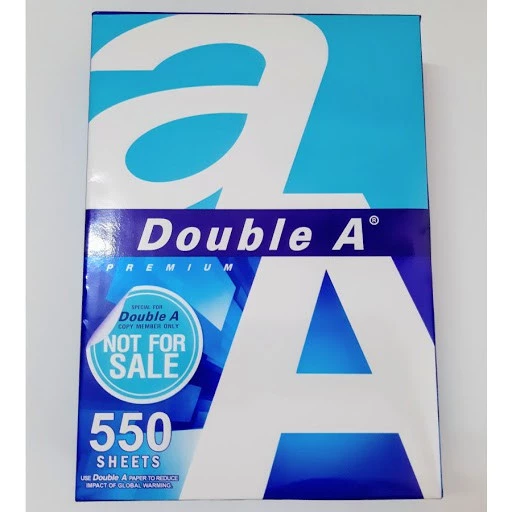 aA
Double A®
PREMIUM
SPECIAL FOR
Double A
COPY MEMBER ONLY
NOT FOR
SALE
550
SHEETS
USE Double A PAPER TO REDUCE
IMPACT OF GLOBAL WARMING.